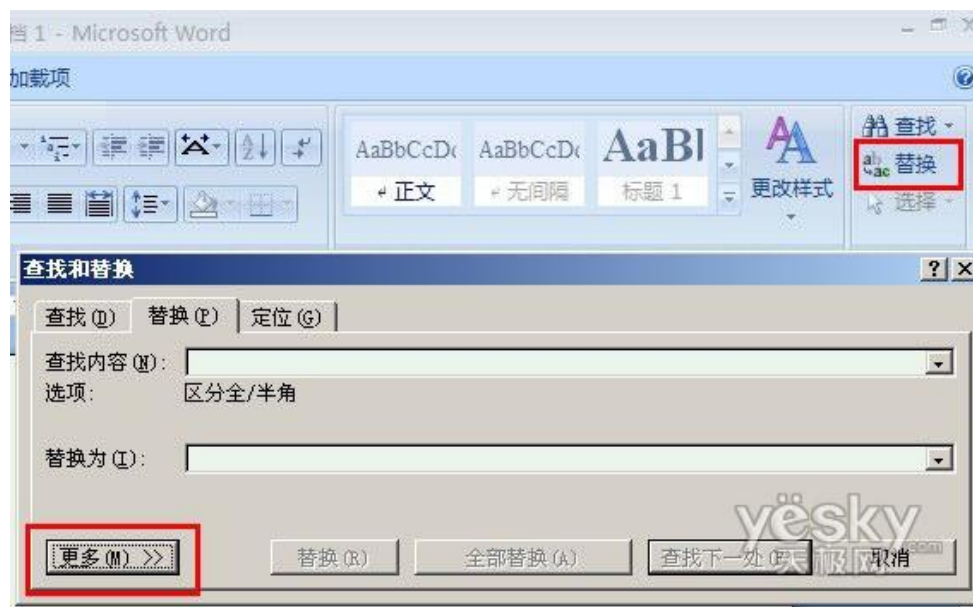 档 1 - Microsoft Word
加载项
查找
AaBbCcDc AaBbCcDc AaBl
替换
正文 无间隔 标题 1 更改样式
选择
查找和替换
查找(D) 替换(P) 定位(G)
查找内容(N):
选项: 区分全/半角
替换为(I):
yësky
天极网 .com
更多(M) >> 替换(R) 全部替换(A) 查找下一处(F) 取消